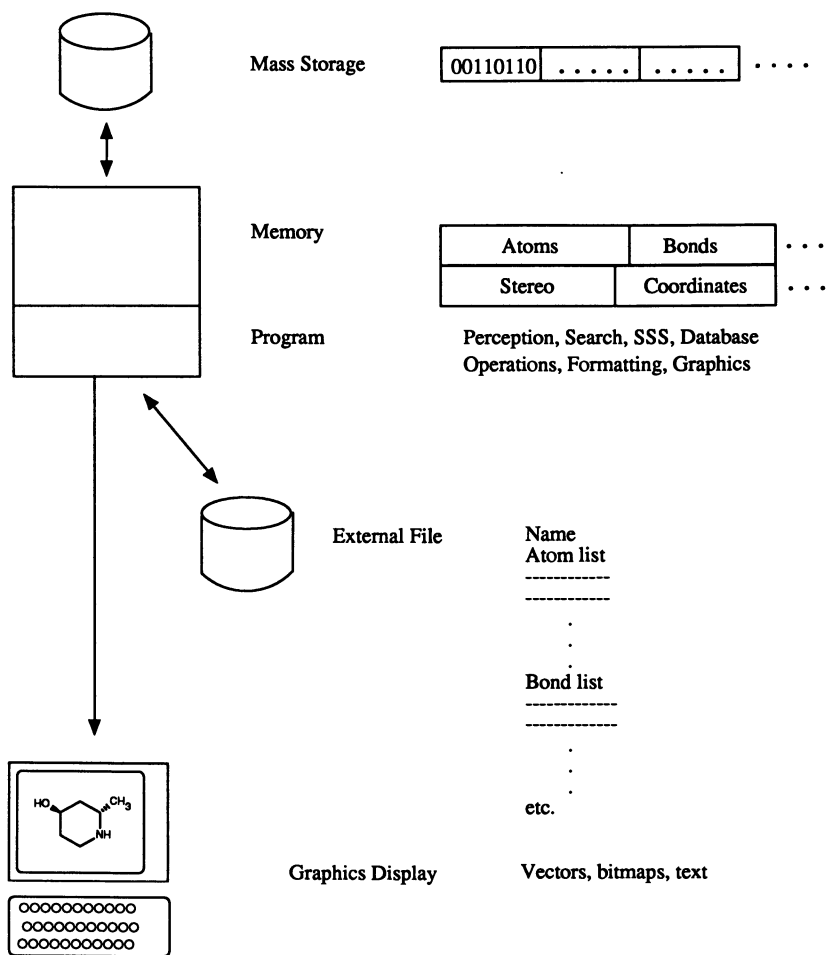 Mass Storage
00110110 . . . . . . . . . . . . . .
Memory
Atoms Bonds . . .
Stereo Coordinates . . .
Program
Perception, Search, SSS, Database
Operations, Formatting, Graphics
External File
Name
Atom list
------------
------------
.
.
.
Bond list
-------------
-------------
.
.
.
etc.
HO
CH3
NH
Graphics Display
Vectors, bitmaps, text